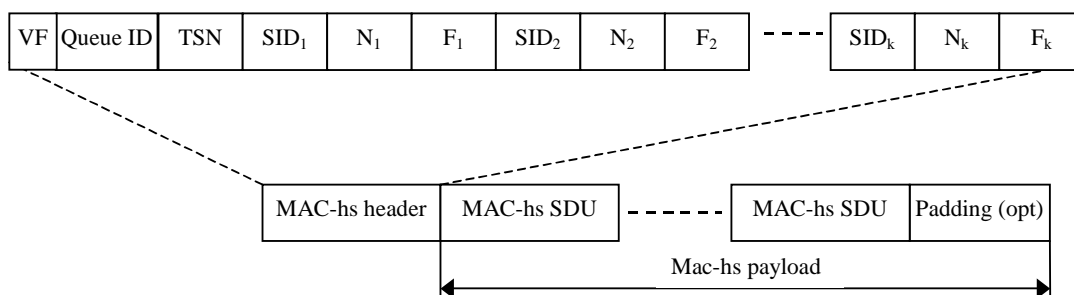 VF Queue ID TSN SID₁ N₁ F₁ SID₂ N₂ F₂ SIDₖ Nₖ Fₖ
MAC-hs header MAC-hs SDU MAC-hs SDU Padding (opt)
Mac-hs payload